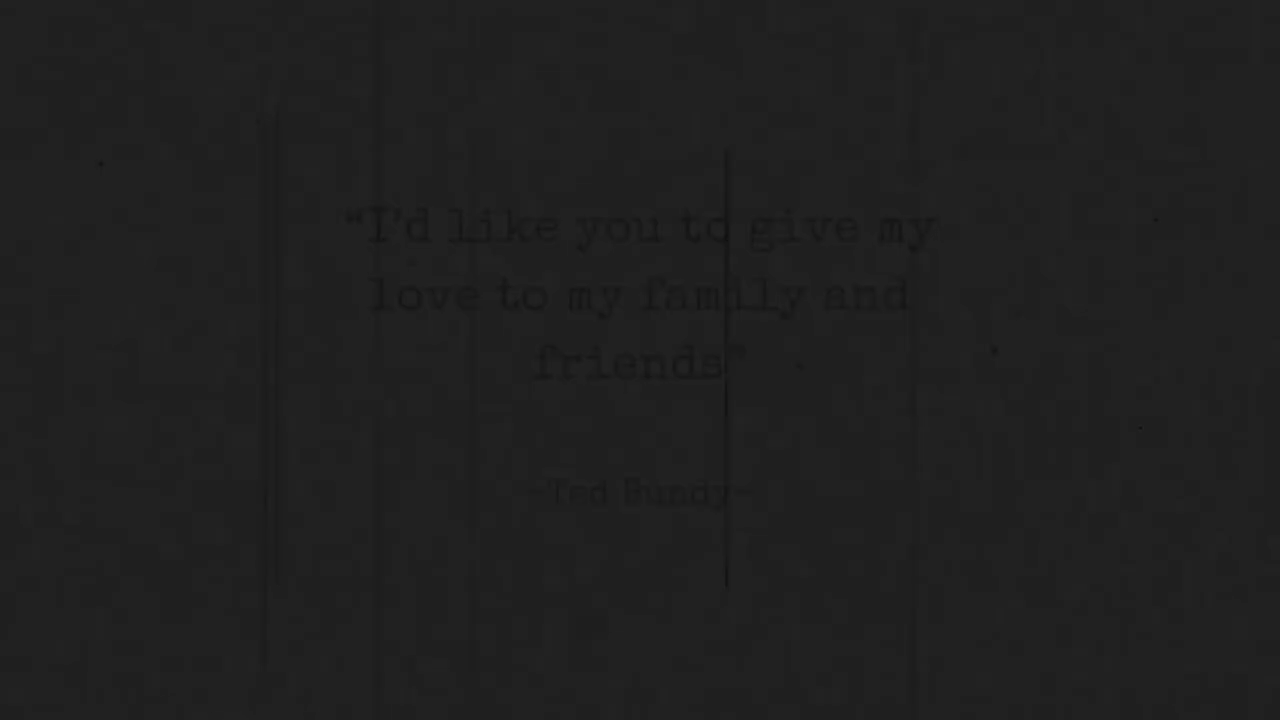 “I'd like you to give my
love to my family and
friends”
-Ted Bundy-